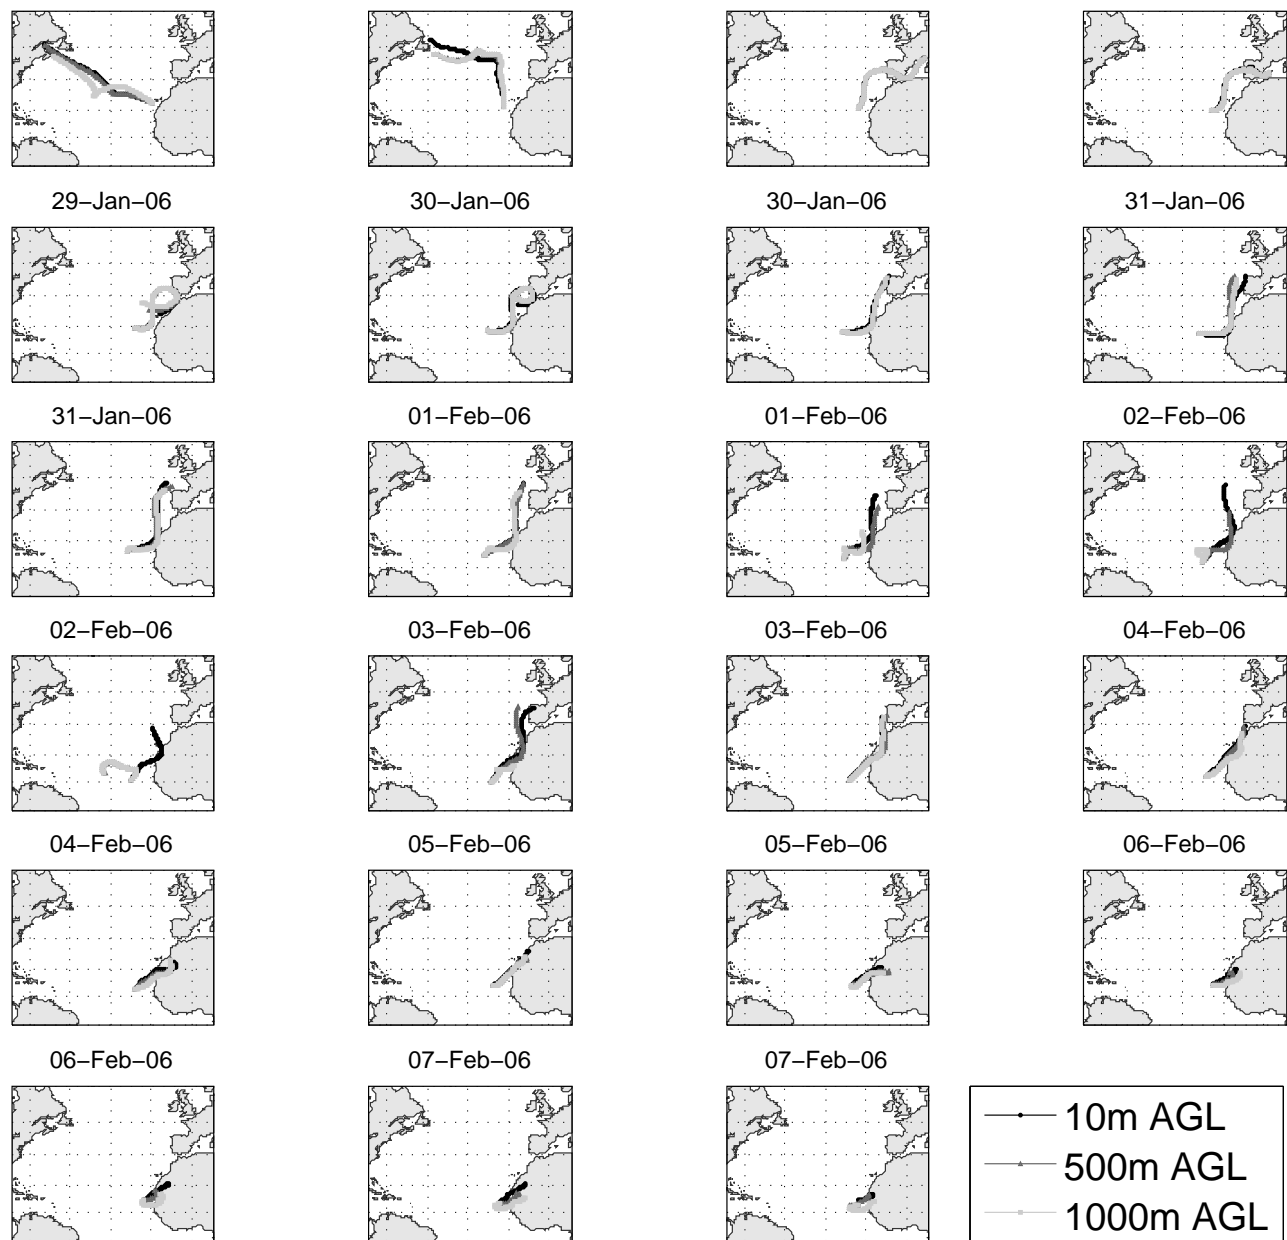 29−Jan−06 30−Jan−06 30−Jan−06 31−Jan−06
31−Jan−06 01−Feb−06 01−Feb−06 02−Feb−06
02−Feb−06 03−Feb−06 03−Feb−06 04−Feb−06
04−Feb−06 05−Feb−06 05−Feb−06 06−Feb−06
06−Feb−06 07−Feb−06 07−Feb−06
10m AGL
500m AGL
1000m AGL